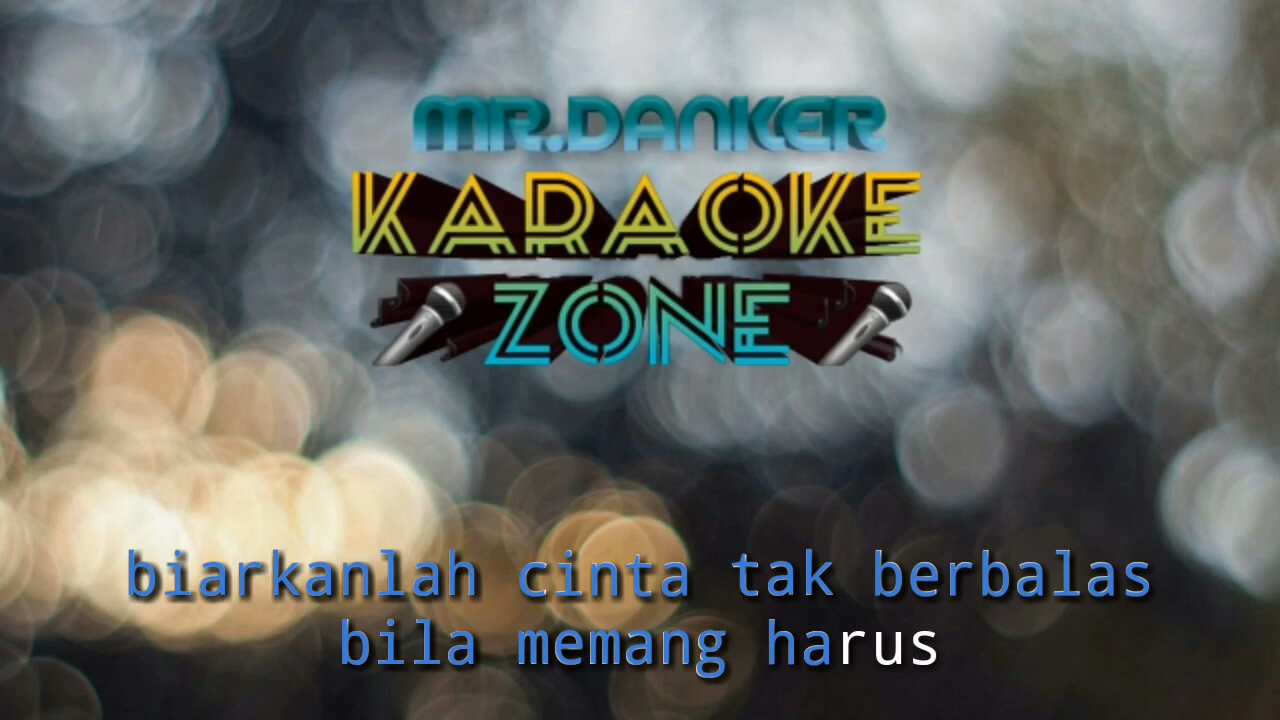 MR.DANKER
KARAOKE
ZONE
biarkanlah cinta tak berbalas
bila memang harus